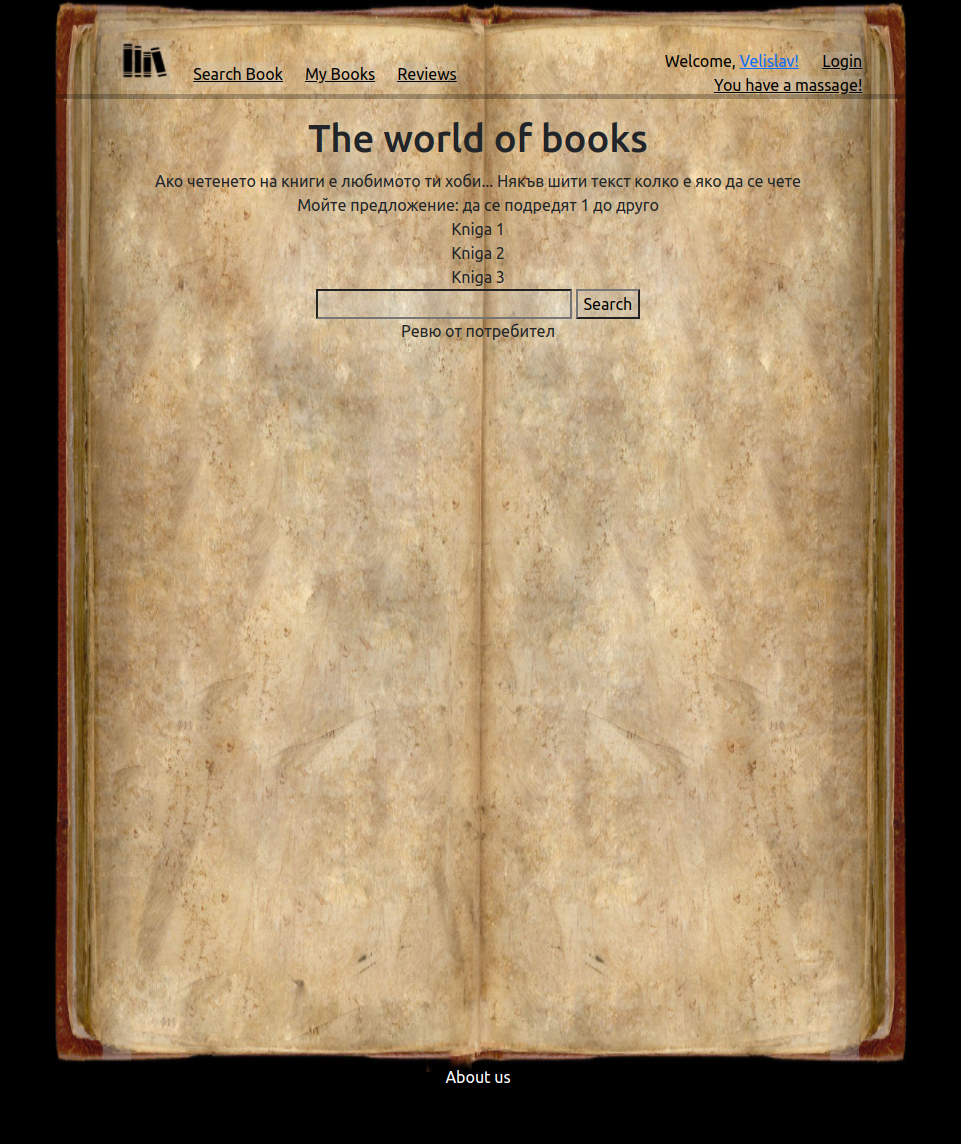 Search Book My Books Reviews
Welcome, Velislav! Login
You have a massage!
The world of books
Ако четенето на книги е любимото ти хоби... Някъв шити текст колко е яко да се чете
Мойте предложение: да се подредят 1 до друго
Kniga 1
Kniga 2
Kniga 3
Search
Ревю от потребител
About us